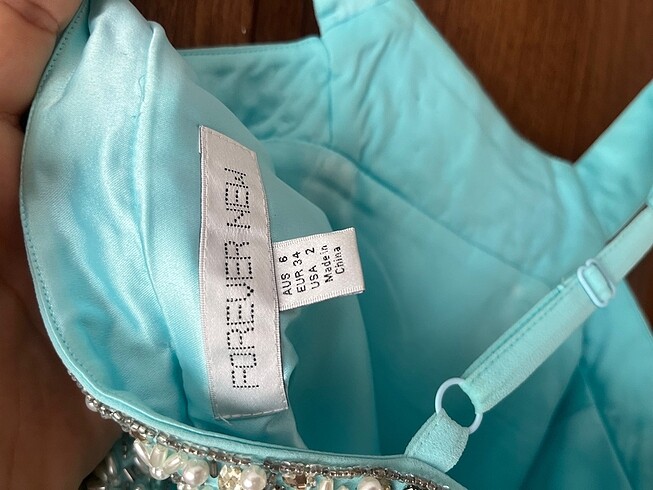 FOREVER NEW
AUS 6
EUR 34
USA 2
Made in
China